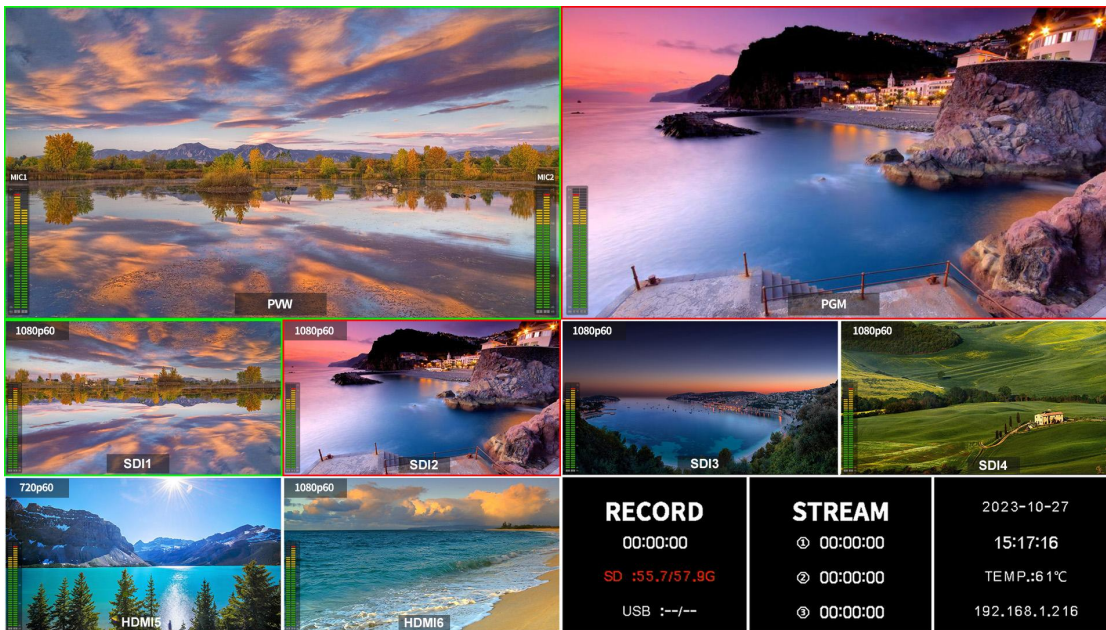 MIC1
MIC2
PVW
PGM
1080p60
SDI1
1080p60
SDI2
1080p60
SDI3
1080p60
SDI4
720p60
HDMI5
1080p60
HDMI6
RECORD
00:00:00
SD :55.7/57.9G
USB :--/--
STREAM
① 00:00:00
② 00:00:00
③ 00:00:00
2023-10-27
15:17:16
TEMP.:61℃
192.168.1.216